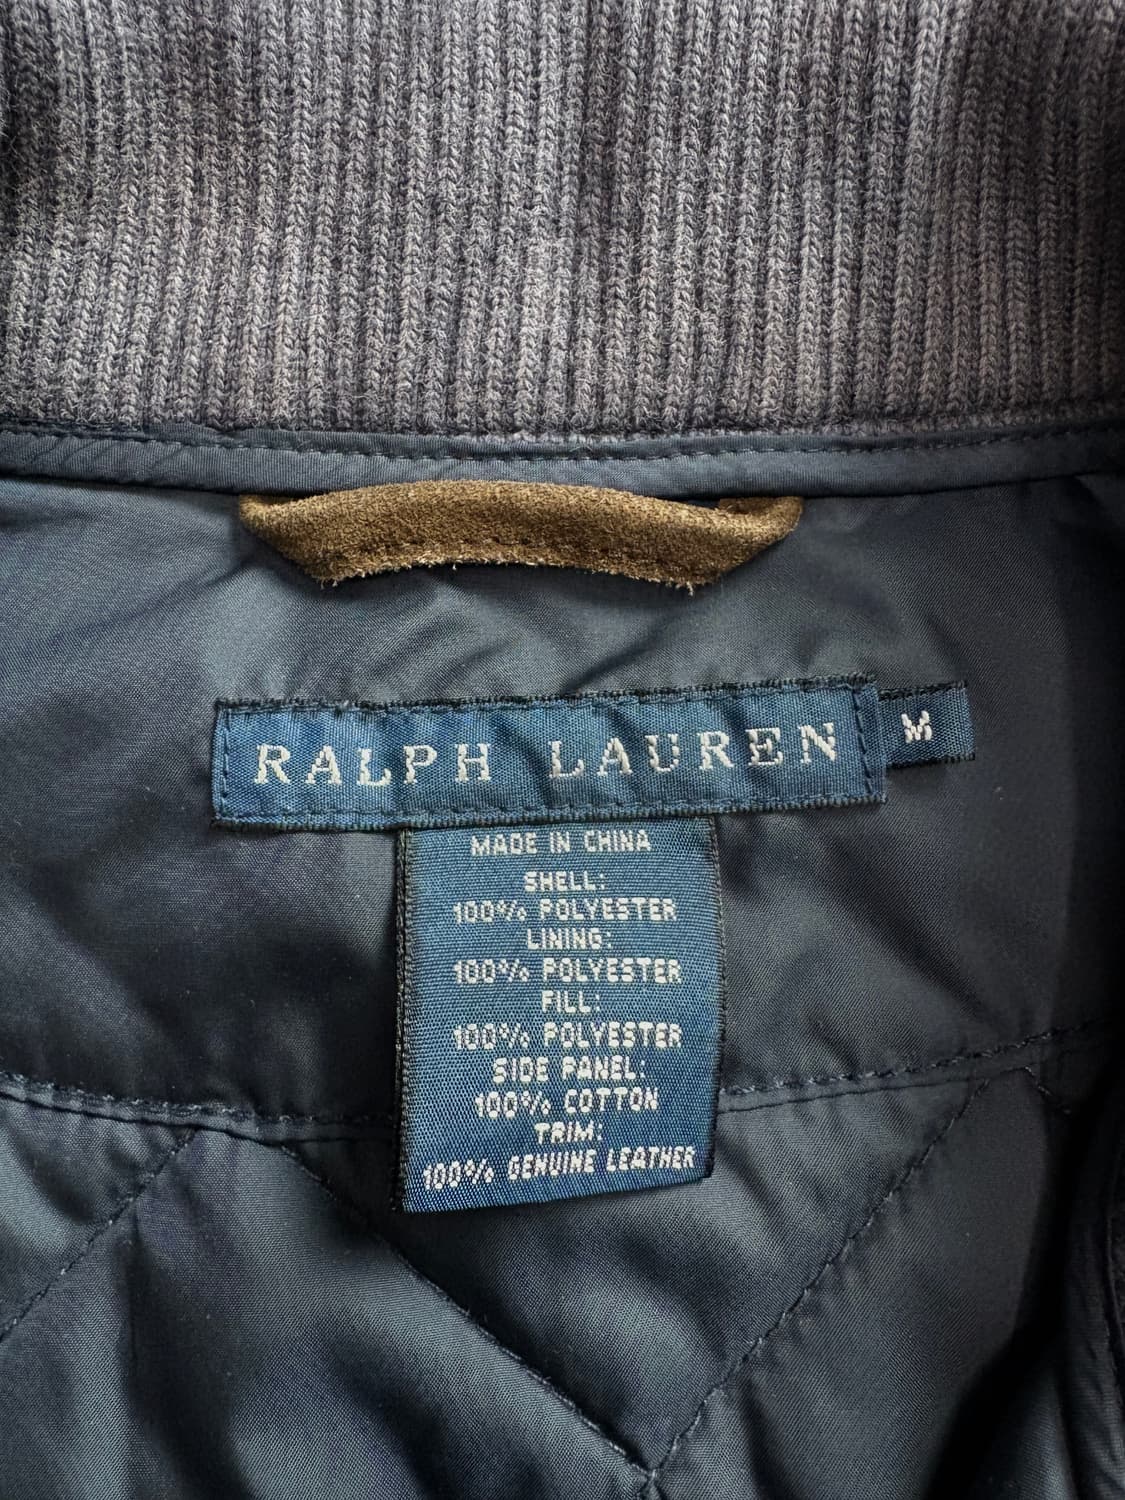 RALPH LAUREN
M
MADE IN CHINA
SHELL:
100% POLYESTER
LINING:
100% POLYESTER
FILL:
100% POLYESTER
SIDE PANEL:
100% COTTON
TRIM:
100% GENUINE LEATHER